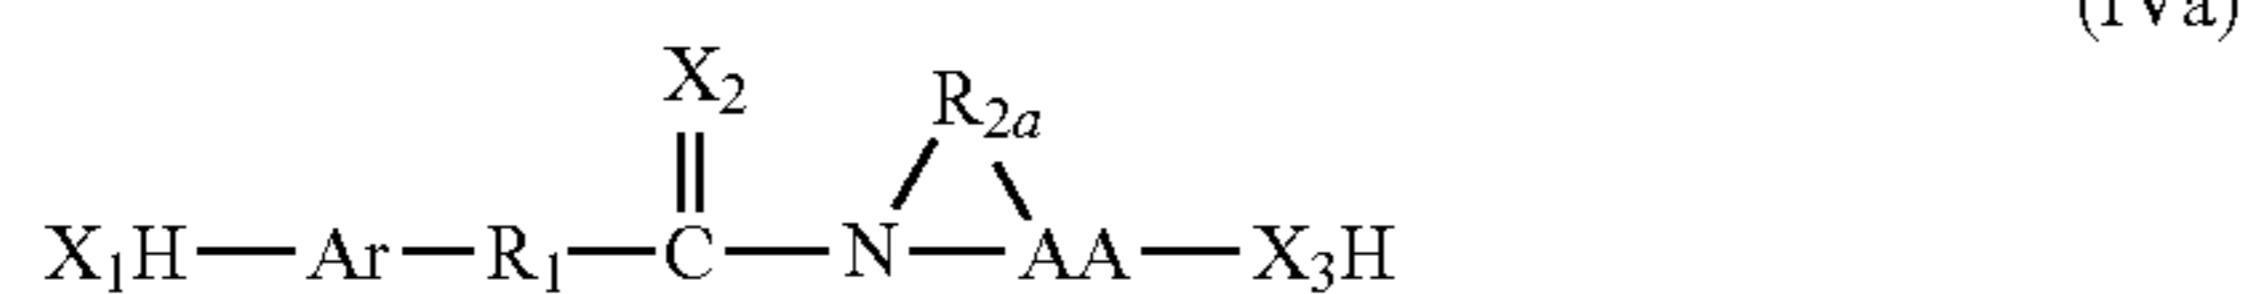 (IVa)
X₂
R₂ₐ
X₁H—Ar—R₁—C—N—AA—X₃H